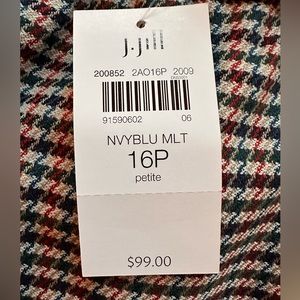 J.Jill
200852 2AO16P 2009
91590602 06
NVYBLU MLT
16P
petite
$99.00